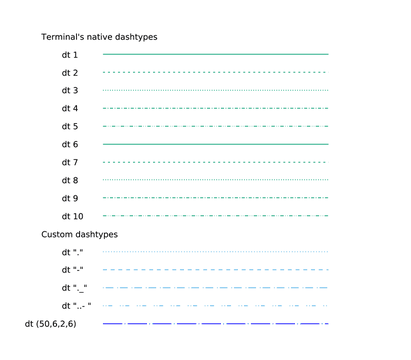 Terminal's native dashtypes
dt 1
dt 2
dt 3
dt 4
dt 5
dt 6
dt 7
dt 8
dt 9
dt 10
Custom dashtypes
dt "."
dt "-"
dt "._"
dt "..- "
dt (50,6,2,6)